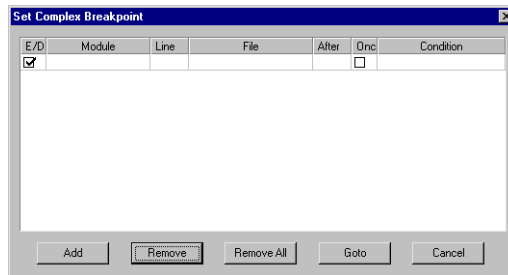 Set Complex Breakpoint
E/D Module Line File After Onc Condition
Add Remove Remove All Goto Cancel